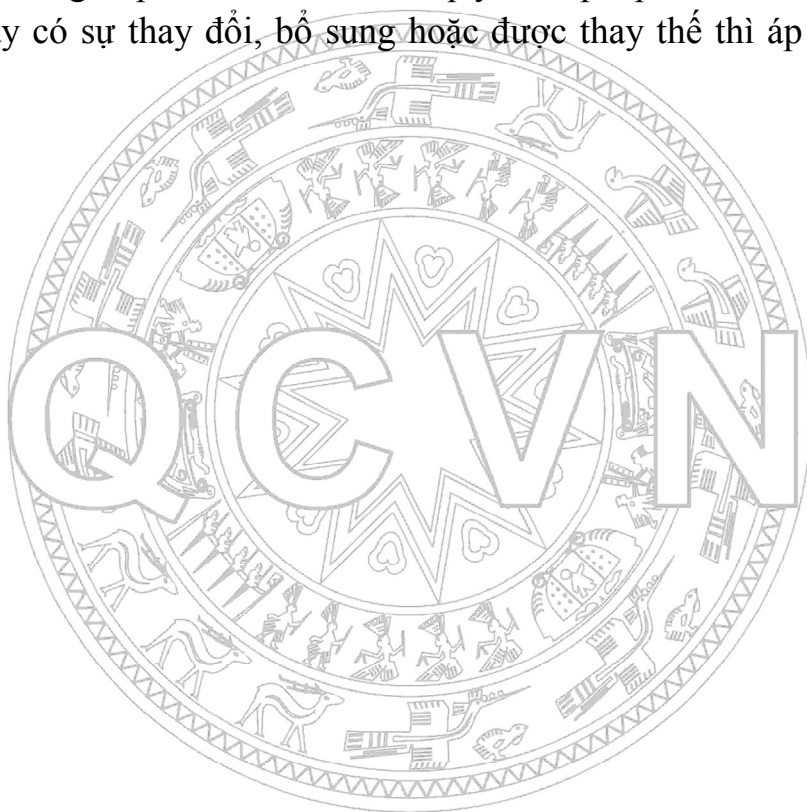 y có sự thay đổi, bổ sung hoặc được thay thế thì áp
QCVN